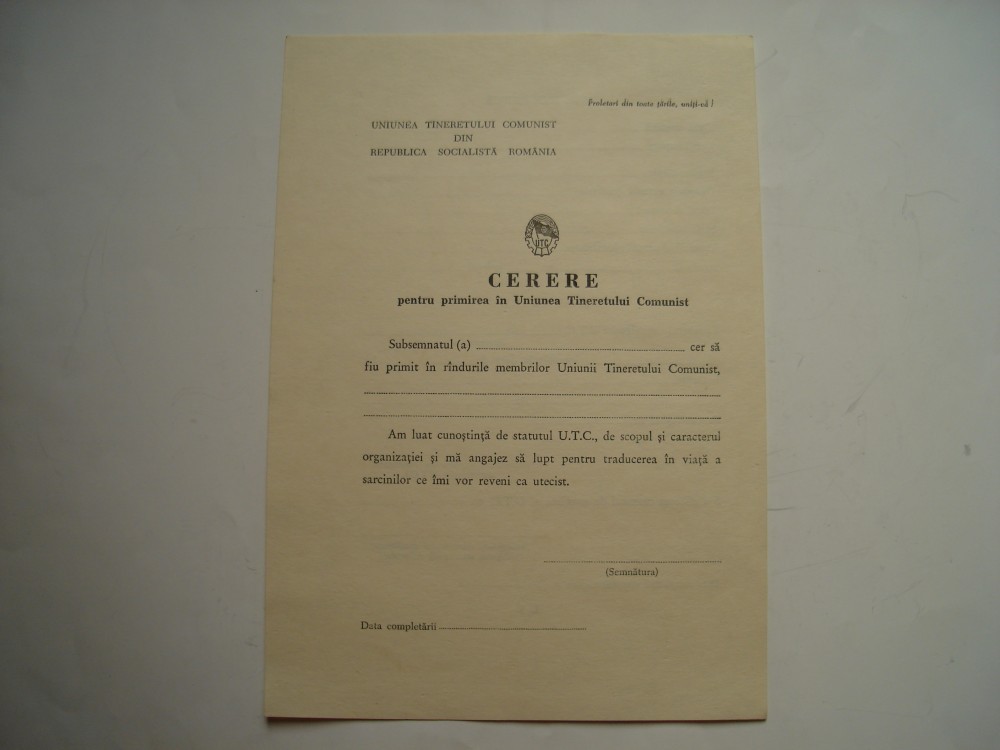 Proletari din toate țările, uniți-vă !
UNIUNEA TINERETULUI COMUNIST
DIN
REPUBLICA SOCIALISTĂ ROMÂNIA
UTC
CERERE
pentru primirea în Uniunea Tineretului Comunist
Subsemnatul (a) cer să
fiu primit în rîndurile membrilor Uniunii Tineretului Comunist,
Am luat cunoștință de statutul U.T.C., de scopul și caracterul
organizației și mă angajez să lupt pentru traducerea în viață a
sarcinilor ce îmi vor reveni ca utecist.
(Semnătura)
Data completării